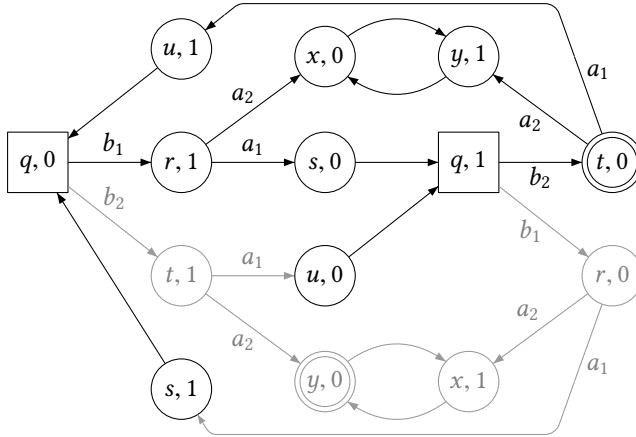 u, 1 x, 0 y, 1
a₂ a₂ a₁
q, 0 b₁ r, 1 a₁ s, 0 q, 1 b₂ t, 0
b₂ b₁
t, 1 a₁ u, 0 r, 0
a₂ a₂ a₁
s, 1 y, 0 x, 1